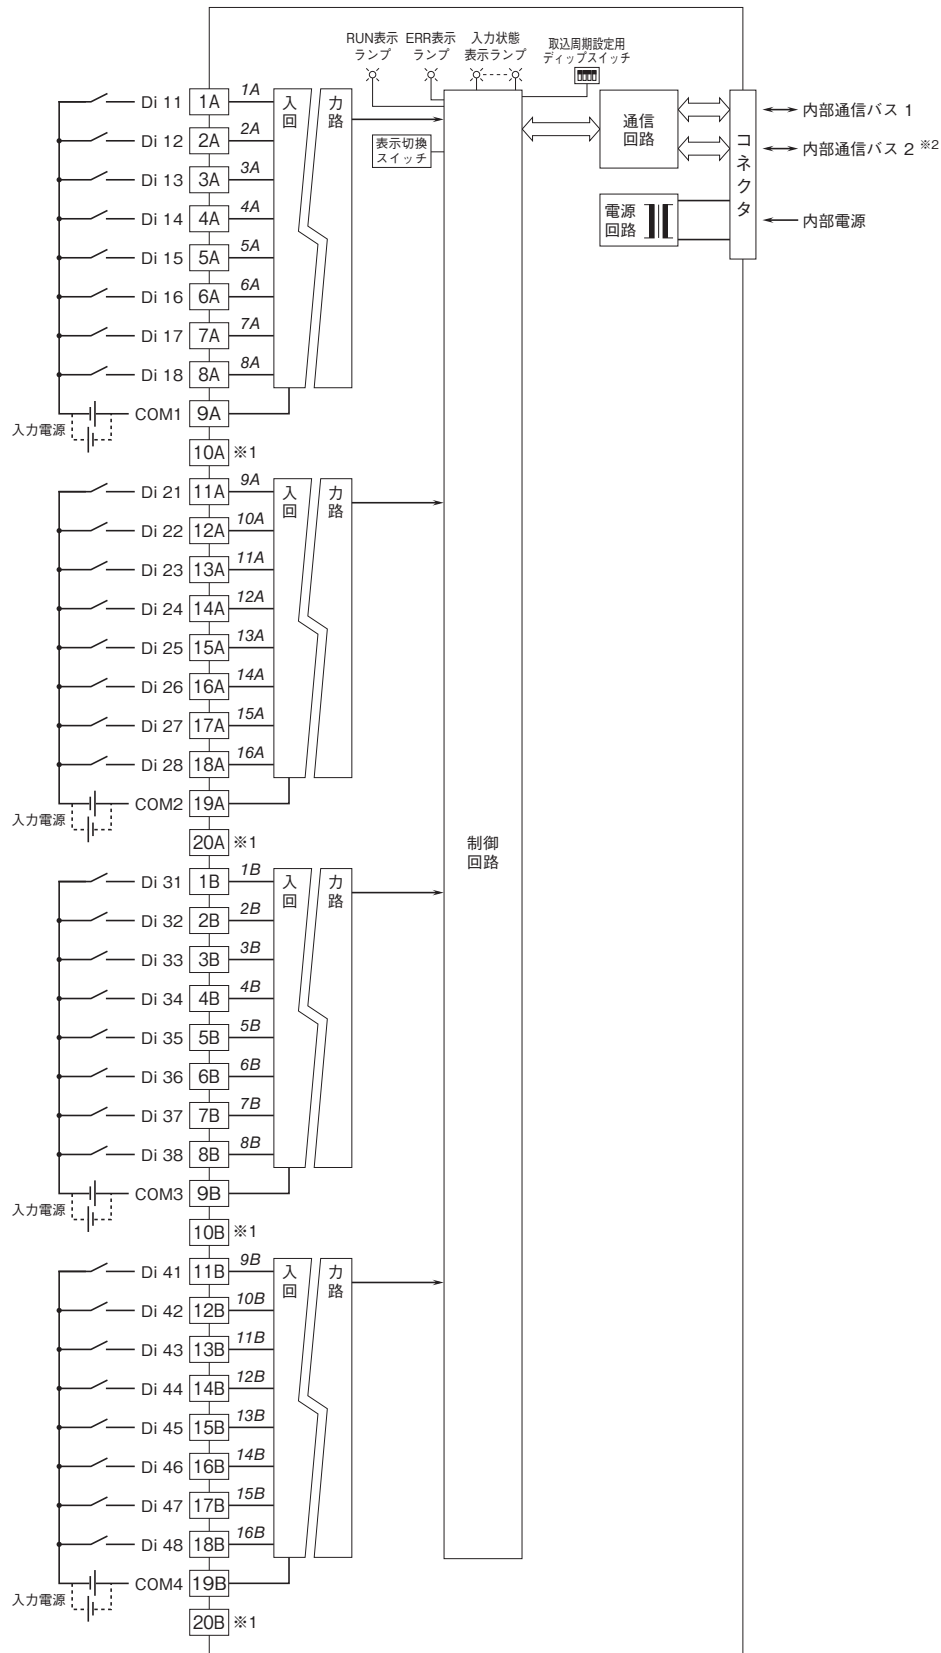 RUN表示
ランプ
ERR表示
ランプ
入力状態
表示ランプ
取込周期設定用
ディップスイッチ
Di 11 1A 1A
Di 12 2A 2A
Di 13 3A 3A
Di 14 4A 4A
Di 15 5A 5A
Di 16 6A 6A
Di 17 7A 7A
Di 18 8A 8A
COM1 9A
入力電源
10A ※1
入力
回路
表示切換
スイッチ
通信
回路
電源
回路
コネクタ
内部通信バス 1
内部通信バス 2 ※2
内部電源
Di 21 11A 9A
Di 22 12A 10A
Di 23 13A 11A
Di 24 14A 12A
Di 25 15A 13A
Di 26 16A 14A
Di 27 17A 15A
Di 28 18A 16A
COM2 19A
入力電源
20A ※1
入力
回路
制御
回路
Di 31 1B 1B
Di 32 2B 2B
Di 33 3B 3B
Di 34 4B 4B
Di 35 5B 5B
Di 36 6B 6B
Di 37 7B 7B
Di 38 8B 8B
COM3 9B
入力電源
10B ※1
入力
回路
Di 41 11B 9B
Di 42 12B 10B
Di 43 13B 11B
Di 44 14B 12B
Di 45 15B 13B
Di 46 16B 14B
Di 47 17B 15B
Di 48 18B 16B
COM4 19B
入力電源
20B ※1
入力
回路